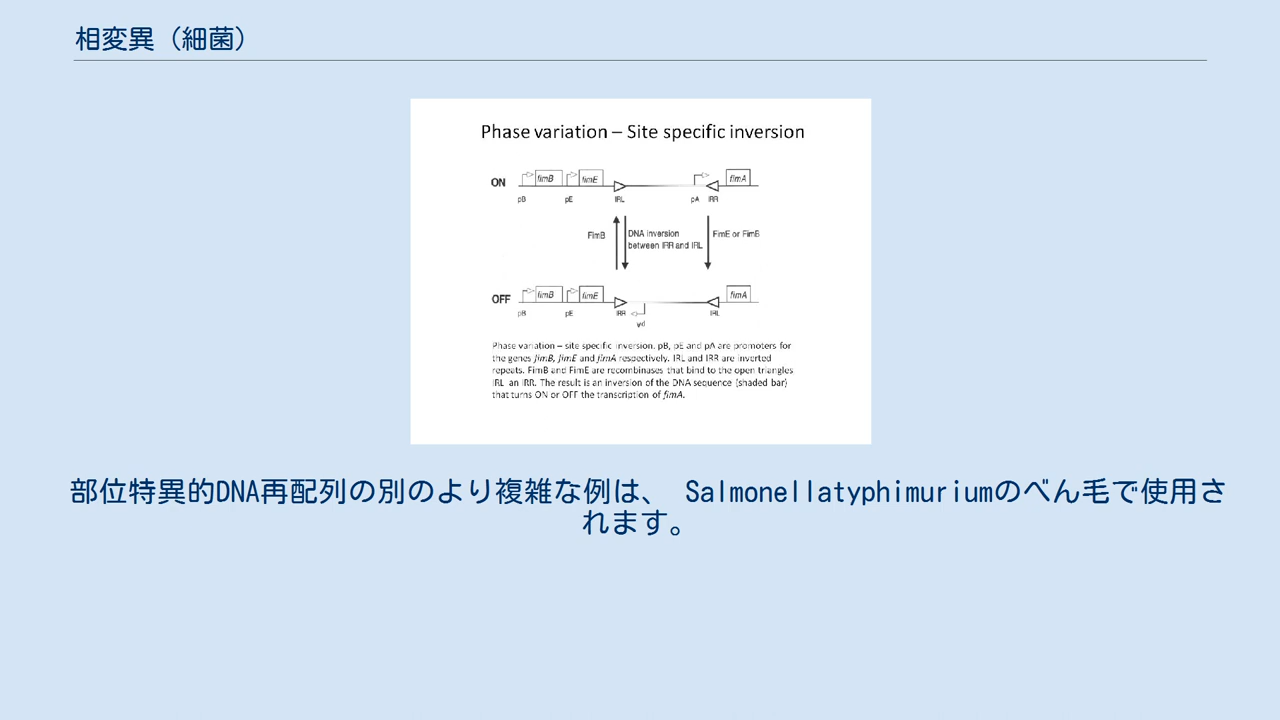 相変異（細菌）
Phase variation – Site specific inversion
ON
fimB
fimE
fimA
pB
pE
IRL
pA
IRR
FimB
DNA inversion
between IRR and IRL
FimE or FimB
OFF
fimB
fimE
fimA
pB
pE
IRR
IRL
pA
Phase variation – site specific inversion. pB, pE and pA are promoters for
the genes fimB, fimE and fimA respectively. IRL and IRR are inverted
repeats. FimB and FimE are recombinases that bind to the open triangles
IRL an IRR. The result is an inversion of the DNA sequence (shaded bar)
that turns ON or OFF the transcription of fimA.
部位特異的DNA再配列の別のより複雑な例は、 Salmonellatyphimuriumのべん毛で使用さ
れます。